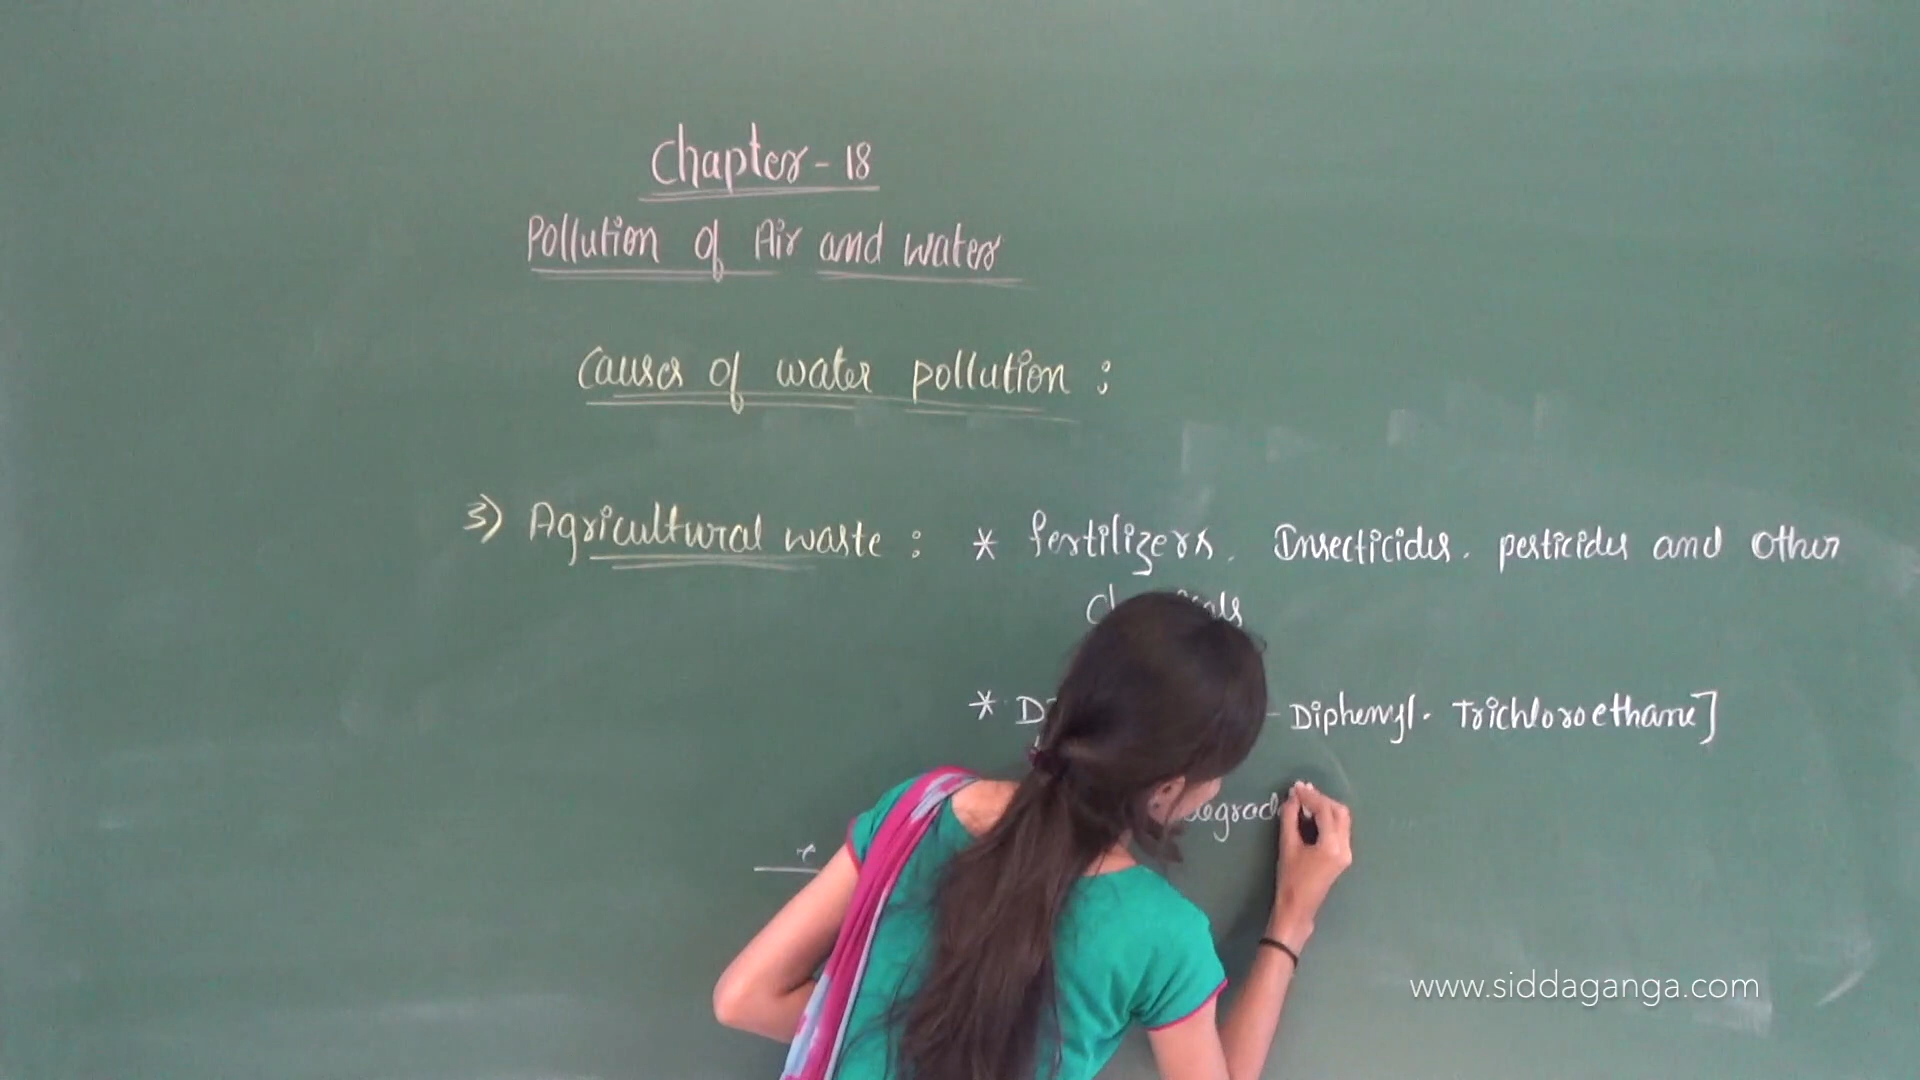 Chapter - 18
Pollution of Air and Water
Causes of water pollution :
3) Agricultural waste : * fertilizers, Insecticides, pesticides and other
* - Diphenyl - Trichloroethane]
www.siddaganga.com